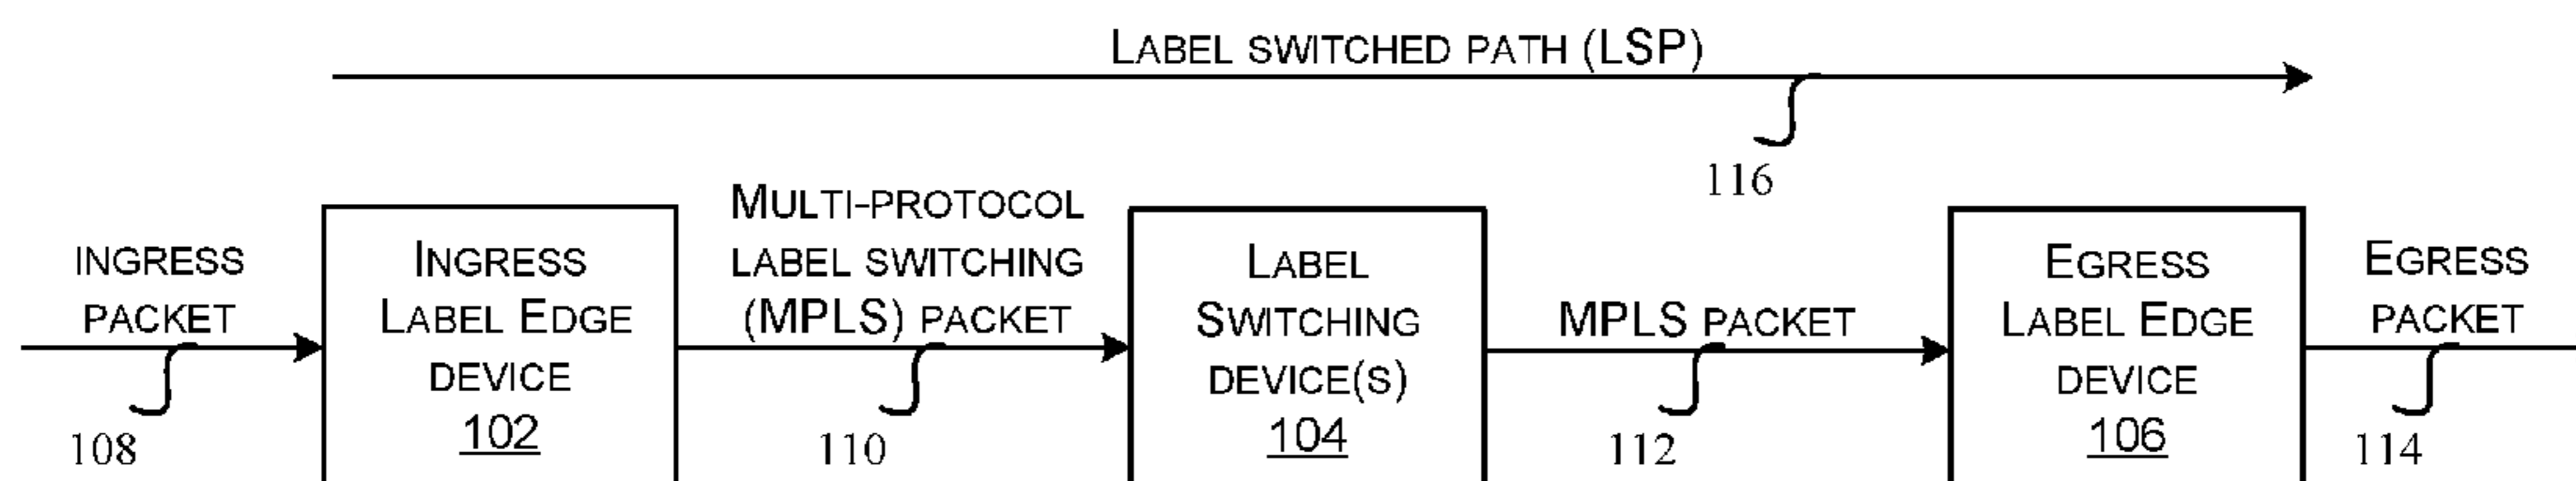 LABEL SWITCHED PATH (LSP)
116
INGRESS
PACKET
108
INGRESS
LABEL EDGE
DEVICE
102
MULTI-PROTOCOL
LABEL SWITCHING
(MPLS) PACKET
110
LABEL
SWITCHING
DEVICE(S)
104
MPLS PACKET
112
EGRESS
LABEL EDGE
DEVICE
106
EGRESS
PACKET
114